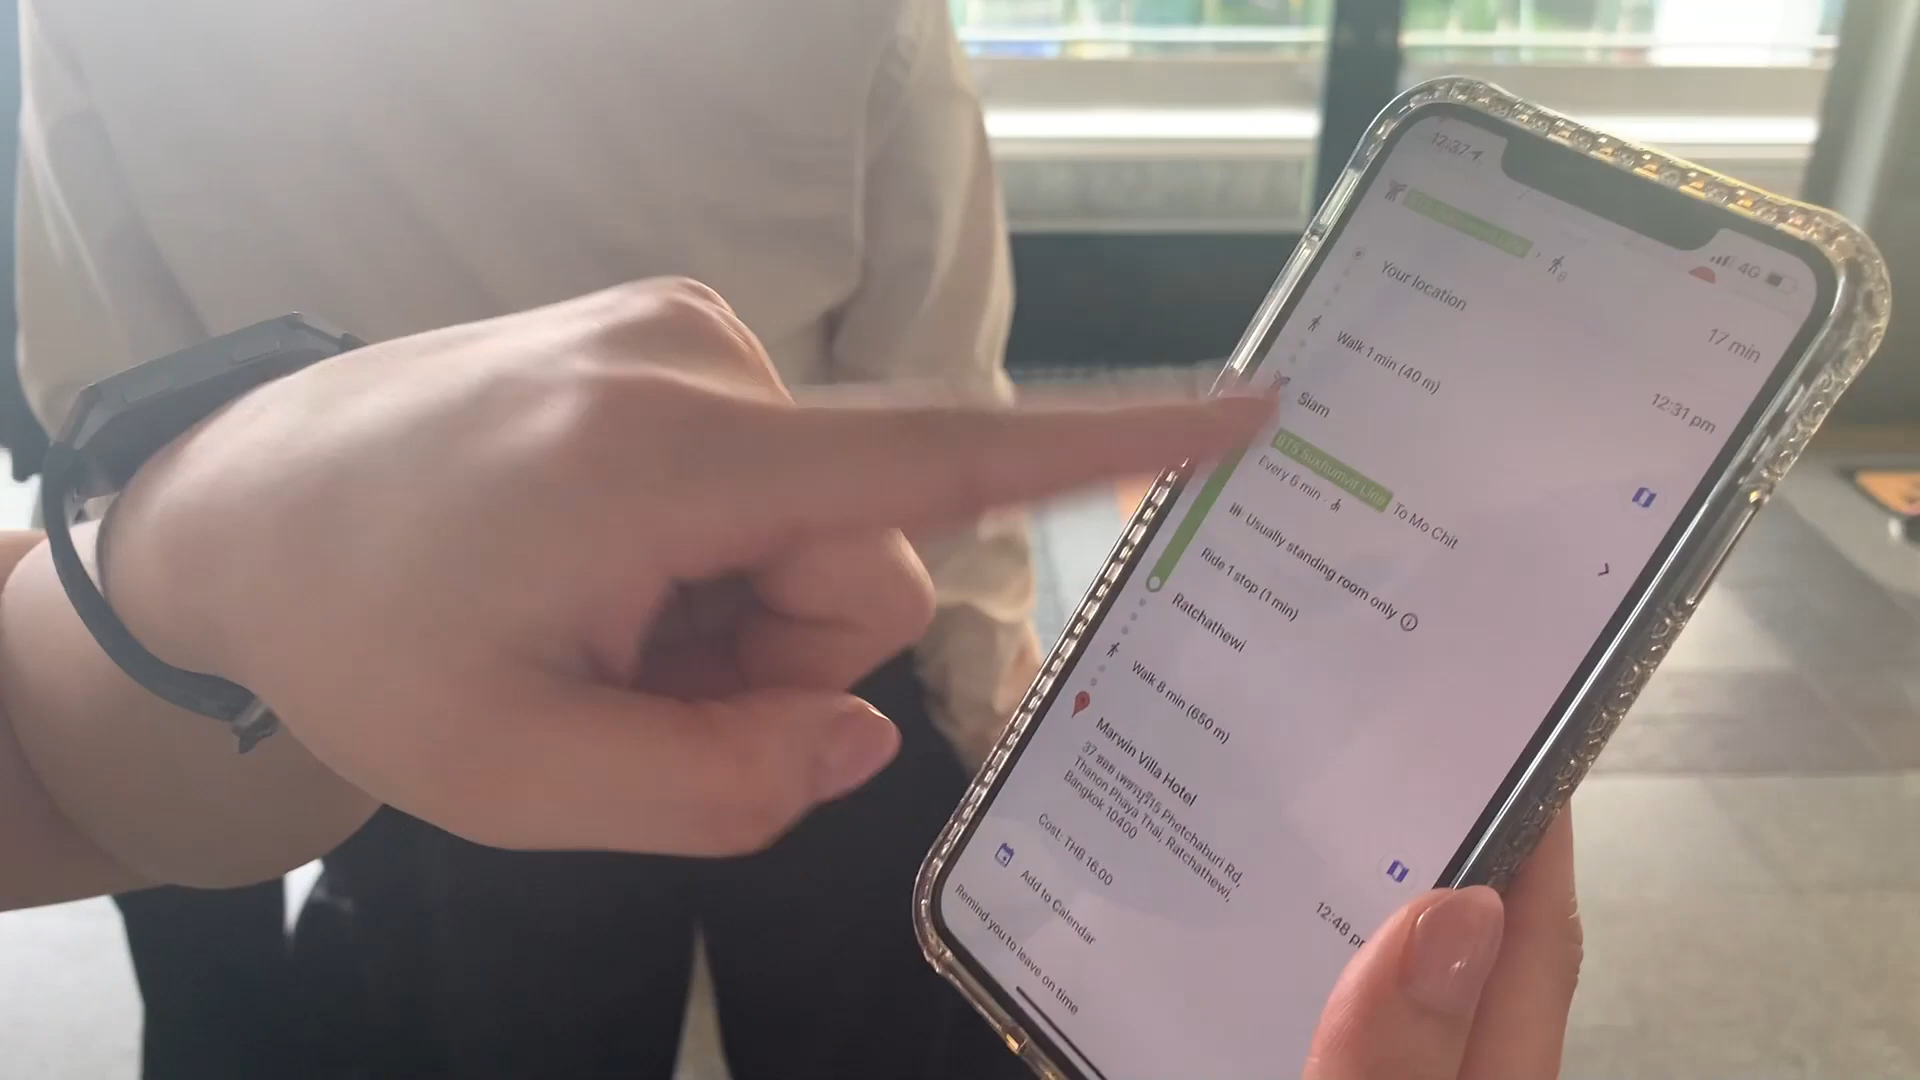 12:37
4G
Your location
17 min
Walk 1 min (40 m)
12:31 pm
Siam
BTS Sukhumvit Line To Mo Chit
Every 6 min
Usually standing room only
Ride 1 stop (1 min)
Ratchathewi
Walk 8 min (650 m)
Marwin Villa Hotel
37 ซอย เพชรบุรี15 Phetchaburi Rd,
Thanon Phaya Thai, Ratchathewi,
Bangkok 10400
12:48
Cost: THB 16.00
Add to Calendar
Remind you to leave on time